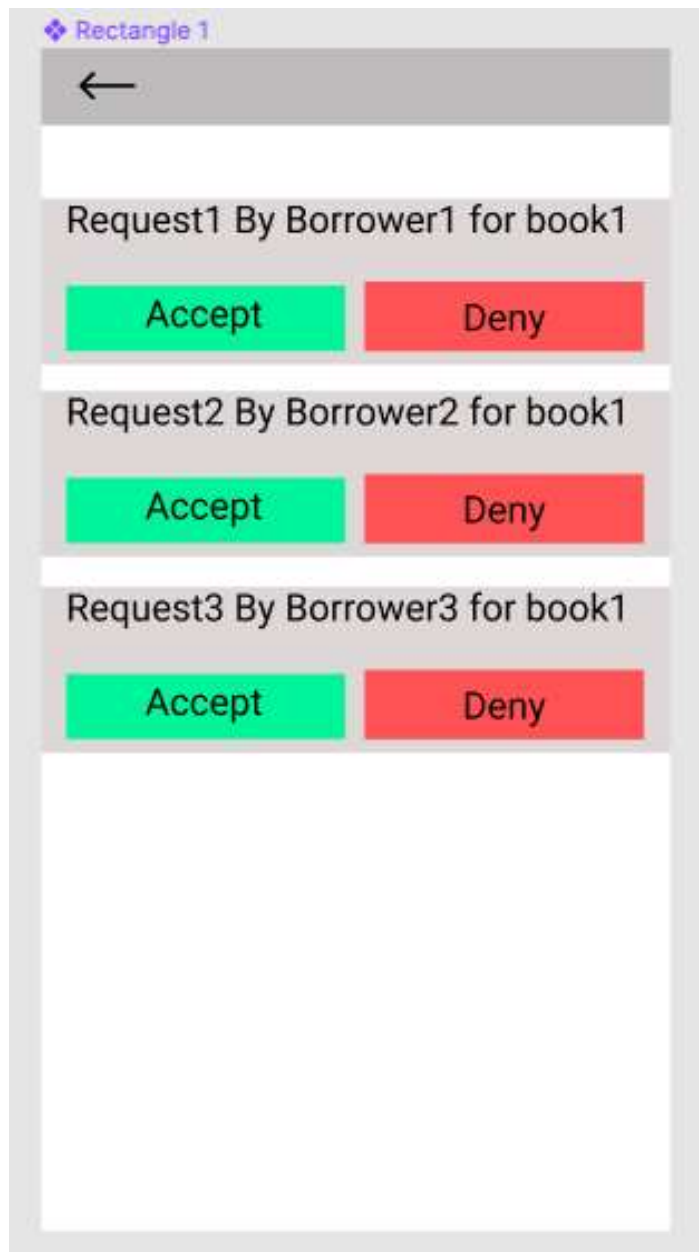 Rectangle 1
Request1 By Borrower1 for book1
Accept Deny
Request2 By Borrower2 for book1
Accept Deny
Request3 By Borrower3 for book1
Accept Deny